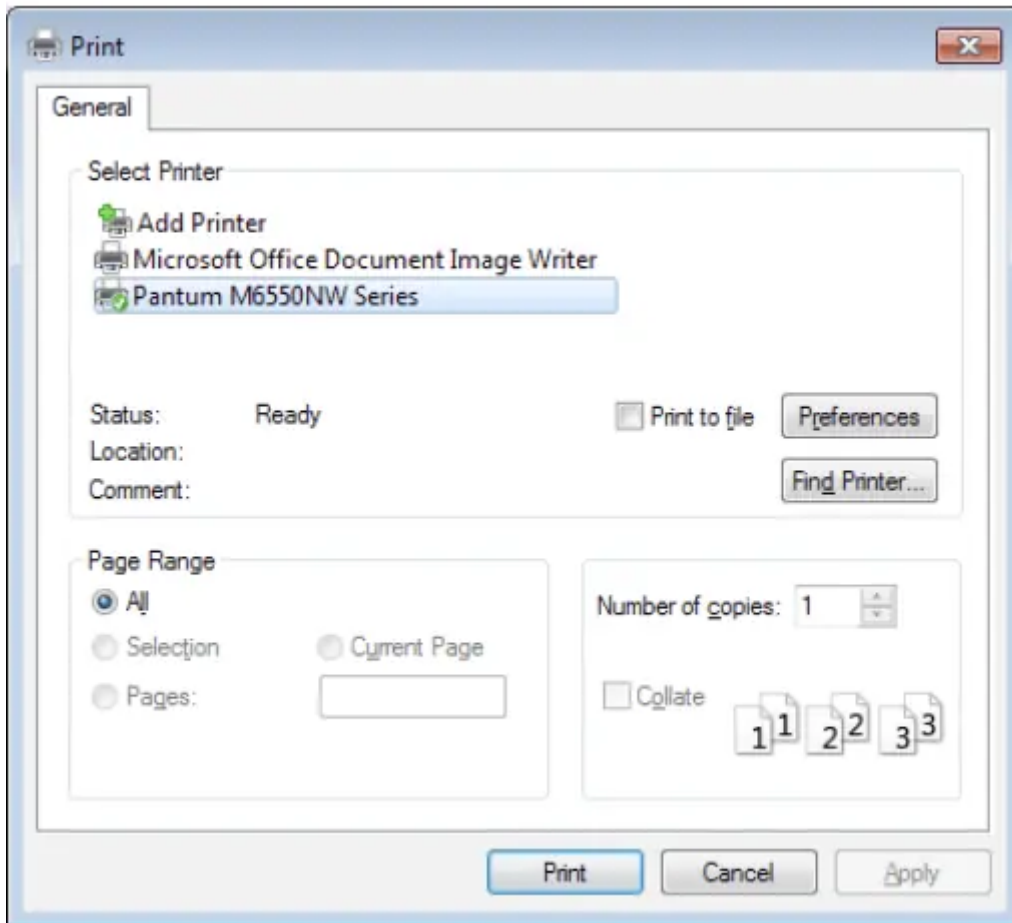 Print
General
Select Printer
Add Printer
Microsoft Office Document Image Writer
Pantum M6550NW Series
Status: Ready
Print to file
Preferences
Location:
Comment:
Find Printer...
Page Range
All
Selection
Current Page
Pages:
Number of copies: 1
Collate
1 1 2 2 3 3
Print
Cancel
Apply